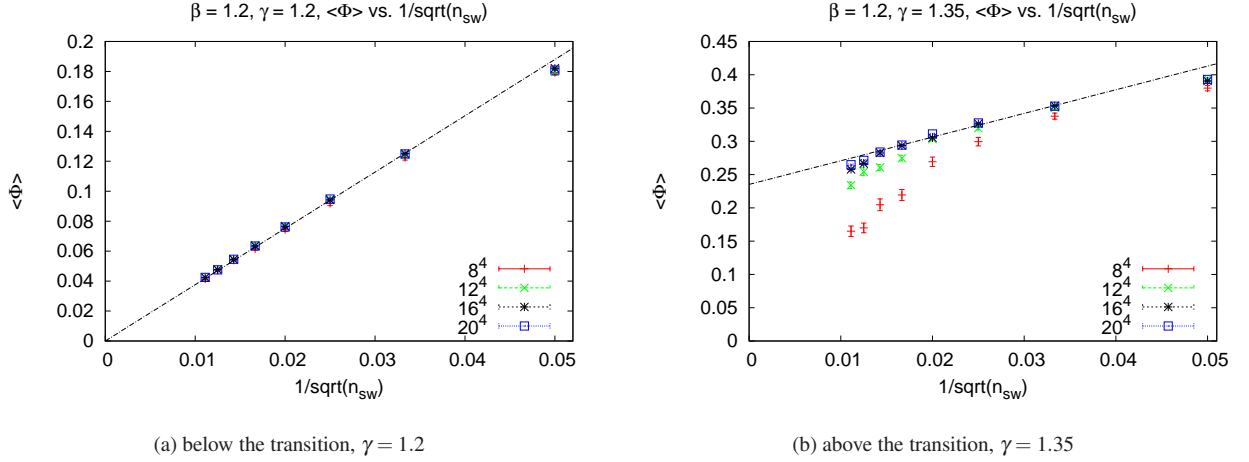 β = 1.2, γ = 1.2, <Φ> vs. 1/sqrt(n_sw)
0.2
0.18
0.16
0.14
0.12
0.1
0.08
0.06
0.04
0.02
0
<Φ>
8^4
12^4
16^4
20^4
0 0.01 0.02 0.03 0.04 0.05
1/sqrt(n_sw)
(a) below the transition, γ = 1.2
β = 1.2, γ = 1.35, <Φ> vs. 1/sqrt(n_sw)
0.45
0.4
0.35
0.3
0.25
0.2
0.15
0.1
0.05
0
<Φ>
8^4
12^4
16^4
20^4
0 0.01 0.02 0.03 0.04 0.05
1/sqrt(n_sw)
(b) above the transition, γ = 1.35